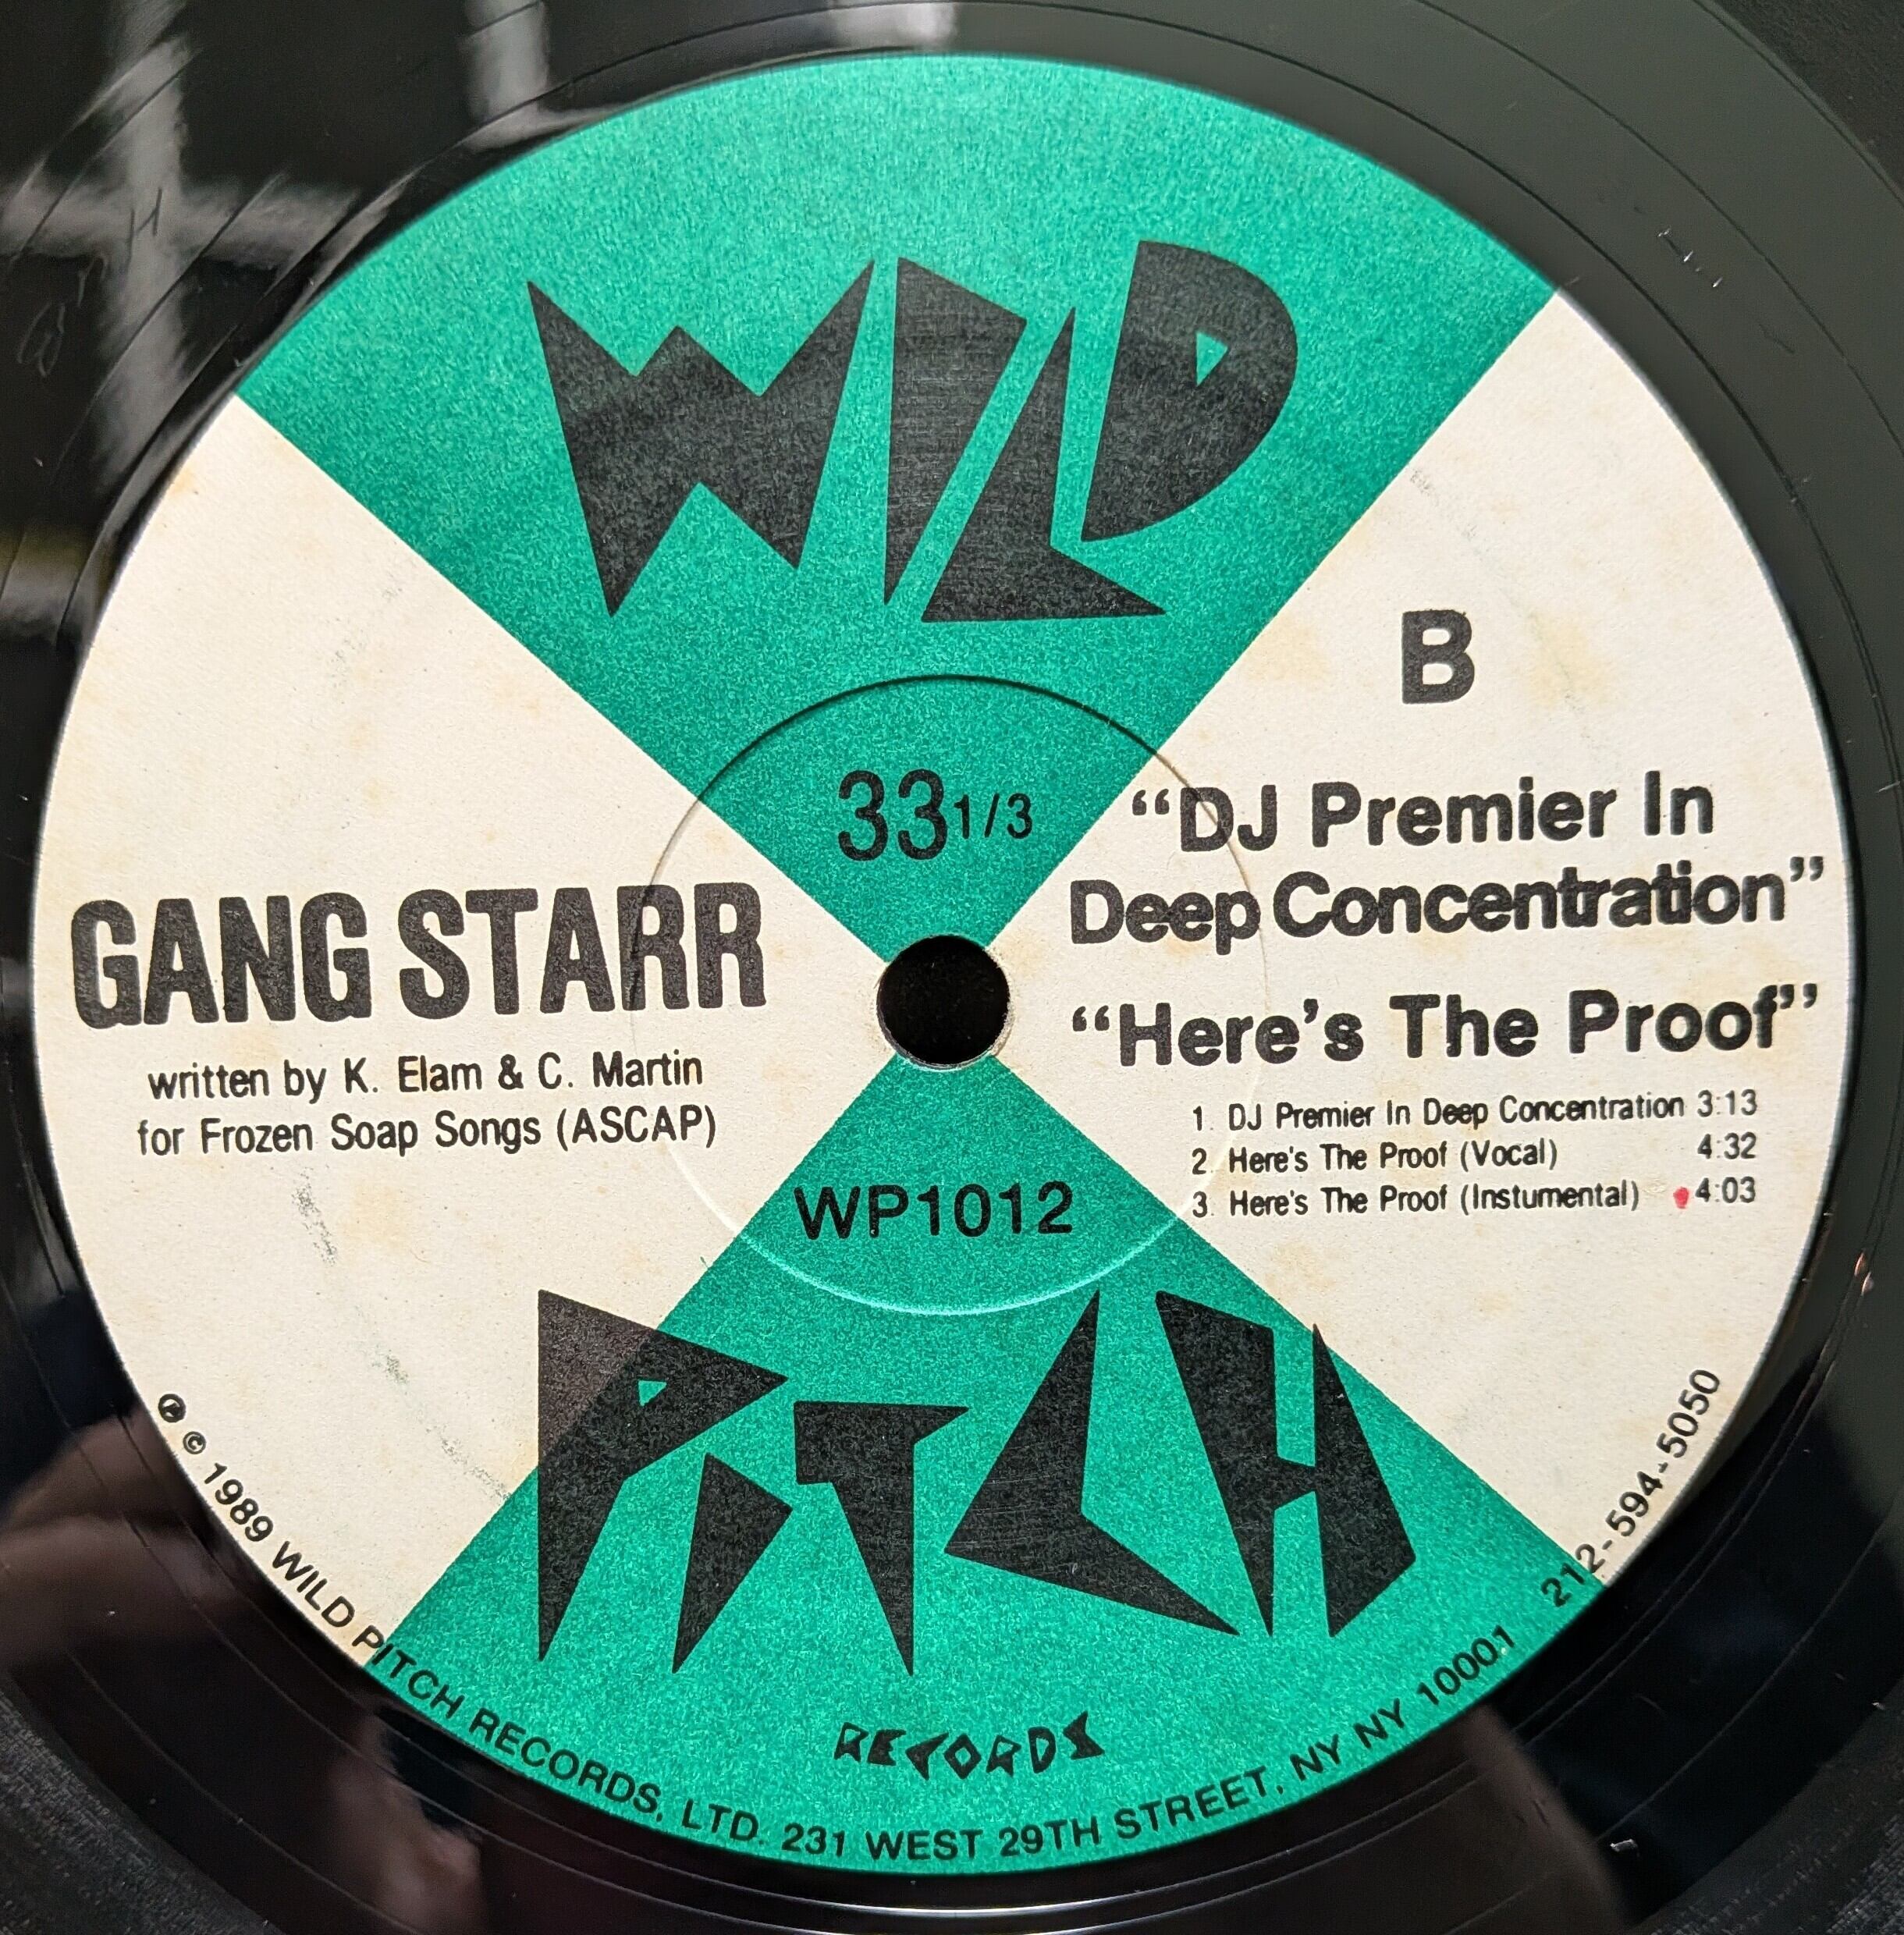 WILD
33 1/3
B
"DJ Premier In
Deep Concentration"
"Here's The Proof"
1. DJ Premier In Deep Concentration 3:13
2. Here's The Proof (Vocal) 4:32
3. Here's The Proof (Instumental) 4:03
GANG STARR
written by K. Elam & C. Martin
for Frozen Soap Songs (ASCAP)
WP1012
PITCH
RECORDS
℗ © 1989 WILD PITCH RECORDS, LTD. 231 WEST 29TH STREET, NY NY 10001 212-594-5050